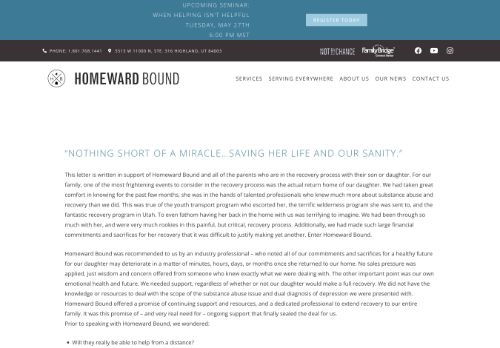 UPCOMING SEMINAR:
WHEN HELPING ISN'T HELPFUL
TUESDAY, MAY 27TH
6:00 PM MST
REGISTER TODAY
PHONE: 1.801.768.1441
5513 W 11000 N, STE. 316 HIGHLAND, UT 84003
NOT BY CHANCE
FamilyBridge
HOMEWARD BOUND
SERVICES SERVING EVERYWHERE ABOUT US OUR NEWS CONTACT US
"NOTHING SHORT OF A MIRACLE… SAVING HER LIFE AND OUR SANITY."
This letter is written in support of Homeward Bound and all of the parents who are in the recovery process with their son or daughter. For our
family, one of the most frightening events to consider in the recovery process was the actual return home of our daughter. We had taken great
comfort in knowing for the past few months, she was in the hands of talented professionals who knew much more about substance abuse and
recovery than we did. This was true of the youth transport program who escorted her, the terrific wilderness program she was sent to, and the
fantastic recovery program in Utah. To even fathom having her back in the home with us was terrifying to imagine. We had been through so
much with her, and were very much rookies in this painful, but critical, recovery process. Additionally, we had made such large financial
commitments and sacrifices for her recovery that it was difficult to justify making yet another. Enter Homeward Bound.
Homeward Bound was recommended to us by an industry professional – who noted all of our commitments and sacrifices for a healthy future
for our daughter may deteriorate in a matter of minutes, hours, days, or months once she returned to our home. No sales pressure was
applied, just wisdom and concern offered from someone who knew exactly what we were dealing with. The other important point was our own
emotional health and future. We needed support, regardless of whether or not our daughter would make a full recovery. We did not have the
knowledge or resources to deal with the scope of the substance abuse issue and dual diagnosis of depression we were presented with.
Homeward Bound offered a promise of continuing support and resources, and a dedicated professional to extend recovery to our entire
family. It was this promise of – and very real need for – ongoing support that finally sealed the deal for us.
Prior to speaking with Homeward Bound, we wondered:
• Will they really be able to help from a distance?